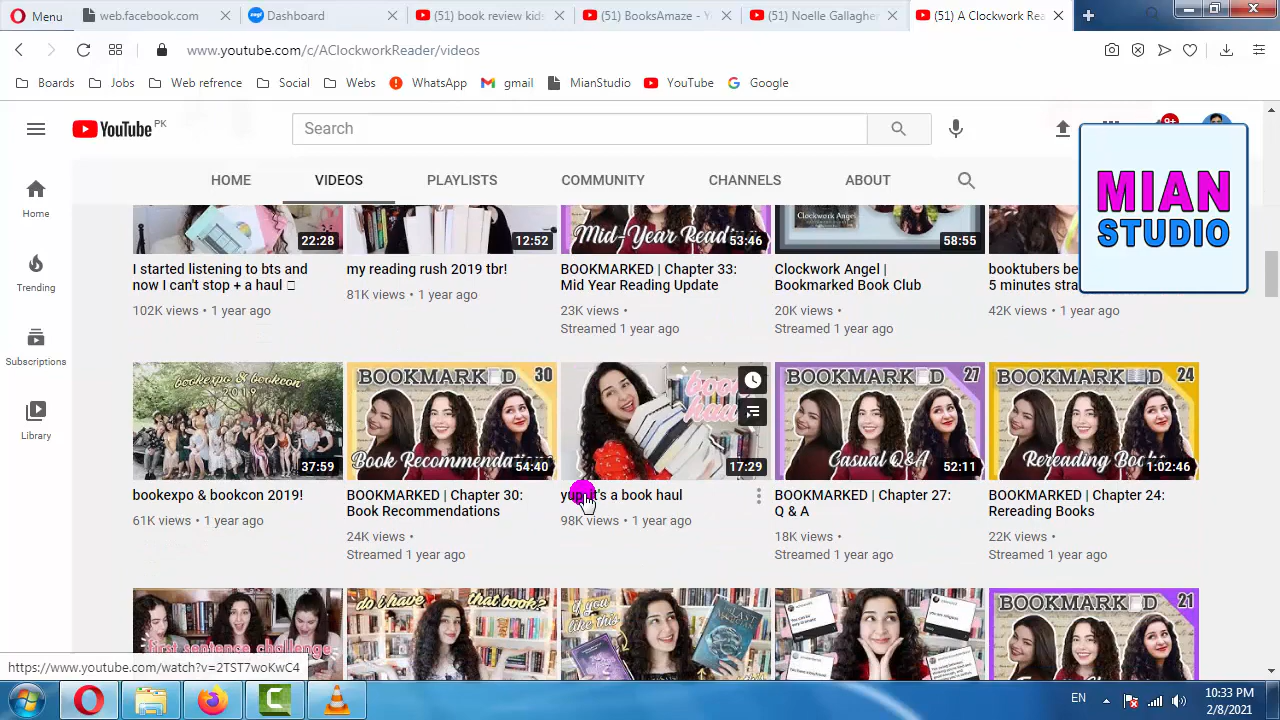 Menu
web.facebook.com
Dashboard
(51) book review kid
(51) BooksAmaze - Y
(51) Noelle Gallagher
(51) A Clockwork Rea
www.youtube.com/c/AClockworkReader/videos
Boards
Jobs
Web refrence
Social
Webs
WhatsApp
gmail
MianStudio
YouTube
Google
YouTube PK
Search
9+
MIAN
STUDIO
HOME
VIDEOS
PLAYLISTS
COMMUNITY
CHANNELS
ABOUT
Home
Trending
Subscriptions
Library
22:28
I started listening to bts and
now I can't stop + a haul
102K views • 1 year ago
12:52
my reading rush 2019 tbr!
81K views • 1 year ago
Mid-Year Read
53:46
BOOKMARKED | Chapter 33:
Mid Year Reading Update
23K views •
Streamed 1 year ago
Clockwork Angel
58:55
Clockwork Angel |
Bookmarked Book Club
20K views •
Streamed 1 year ago
booktubers be
5 minutes stra
42K views • 1 year ago
bookexpo & bookcon
2019
37:59
bookexpo & bookcon 2019!
61K views • 1 year ago
BOOKMARKED 30
Book Recommendations
54:40
BOOKMARKED | Chapter 30:
Book Recommendations
24K views •
Streamed 1 year ago
book
haul
17:29
yup it's a book haul
98K views • 1 year ago
BOOKMARKED 27
Casual Q&A
52:11
BOOKMARKED | Chapter 27:
Q & A
18K views •
Streamed 1 year ago
BOOKMARKED 24
Rereading Books
1:02:46
BOOKMARKED | Chapter 24:
Rereading Books
22K views •
Streamed 1 year ago
first sentence challenge
do i have that book?
if you
like this
BOOKMARKED 21
https://www.youtube.com/watch?v=2TST7woKwC4
EN
10:33 PM
2/8/2021